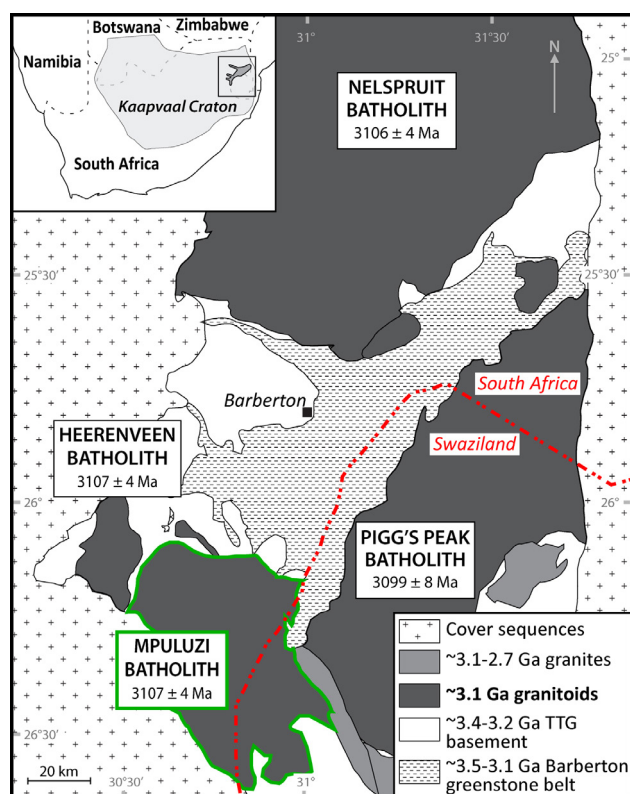 Botswana
Zimbabwe
Namibia
Kaapvaal Craton
South Africa
31°
31°30'
N
25°
NELSPRUIT
BATHOLITH
3106 ± 4 Ma
25°30'
25°30'
Barberton
South Africa
Swaziland
HEERENVEEN
BATHOLITH
3107 ± 4 Ma
26°
26°
PIGG'S PEAK
BATHOLITH
3099 ± 8 Ma
MPULUZI
BATHOLITH
3107 ± 4 Ma
26°30'
20 km
30°30'
31°
Cover sequences
~3.1-2.7 Ga granites
~3.1 Ga granitoids
~3.4-3.2 Ga TTG
basement
~3.5-3.1 Ga Barberton
greenstone belt